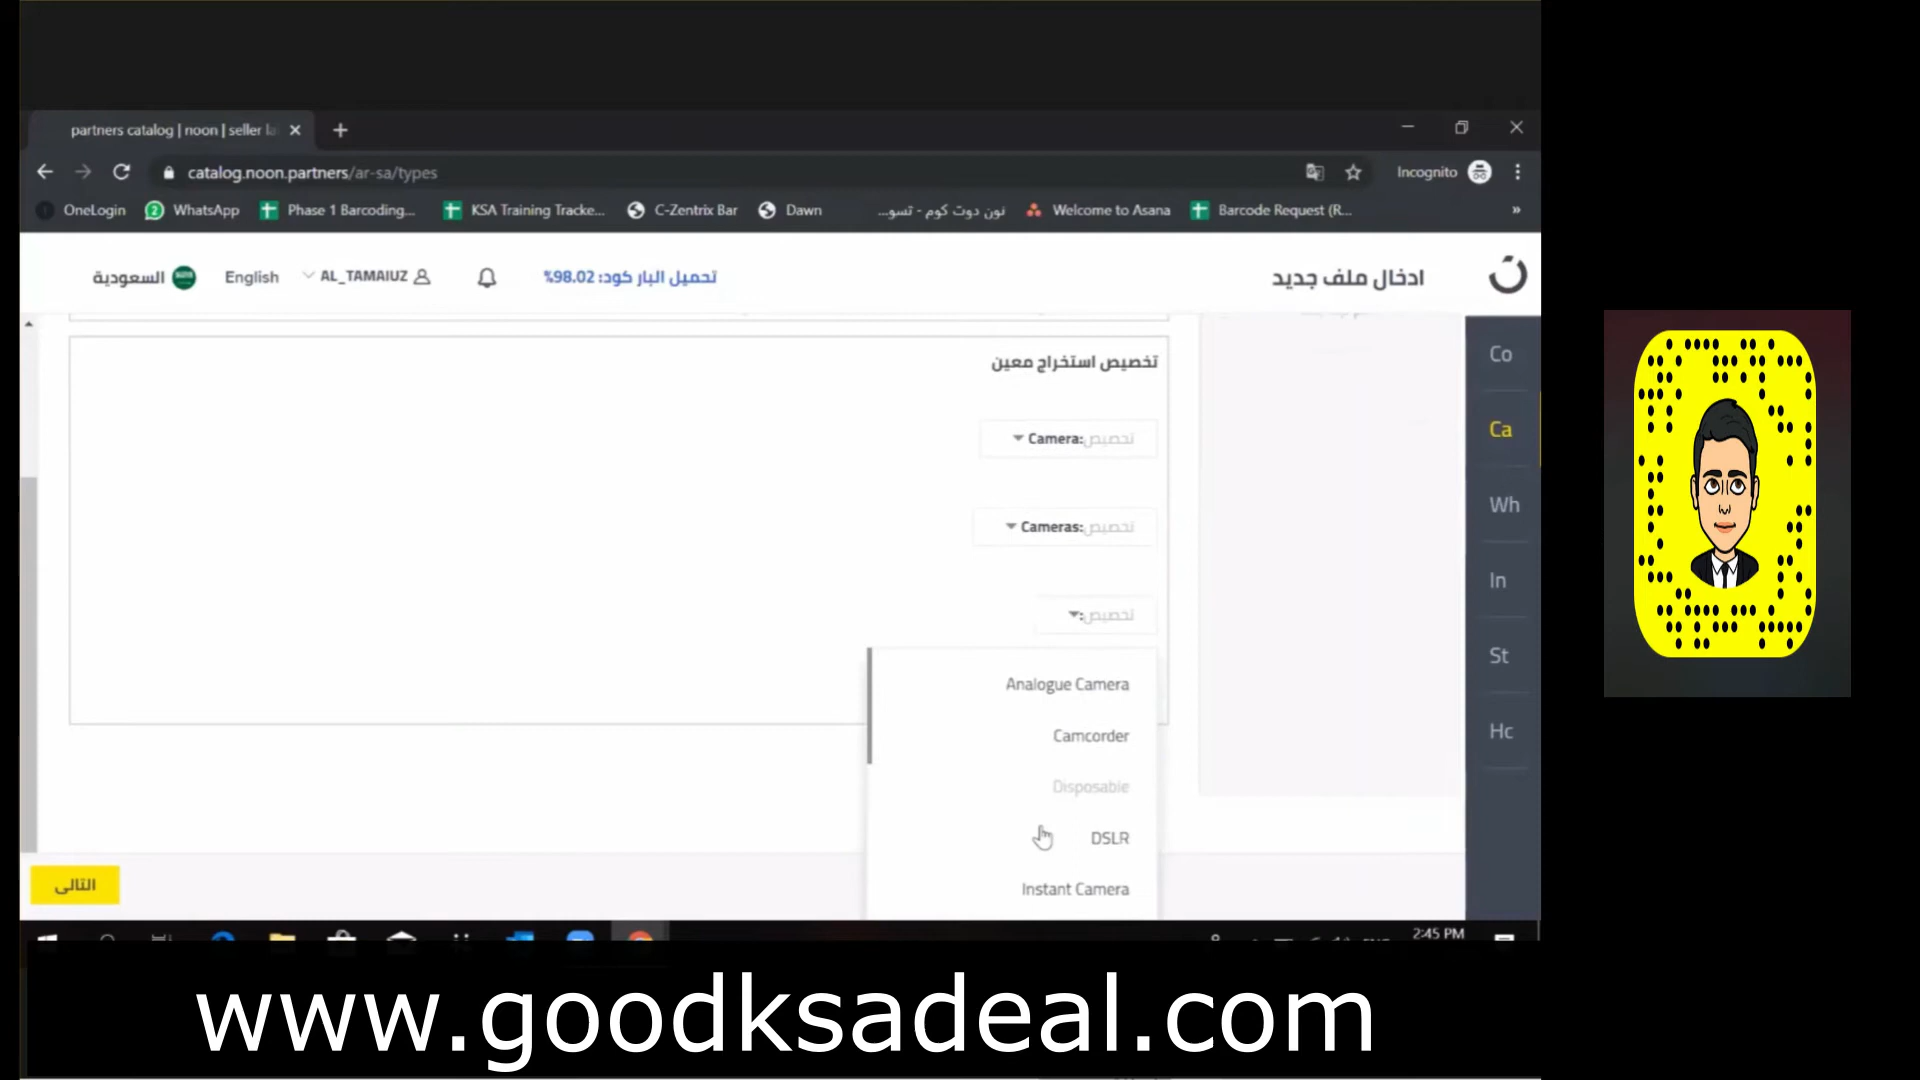 partners catalog | noon | seller la
catalog.noon.partners/ar-sa/types
Incognito
OneLogin
WhatsApp
Phase 1 Barcoding...
KSA Training Tracke...
C-Zentrix Bar
Dawn
نون دوت كوم - تسو...
Welcome to Asana
Barcode Request (R...
»
ادخال ملف جديد
تحميل البار كود: 98.02%
AL_TAMAIUZ
English
السعودية
تخصيص استخراج معين
تخصيص:Camera
تخصيص:Cameras
تخصيص:
Analogue Camera
Camcorder
Disposable
DSLR
Instant Camera
Co
Ca
Wh
In
St
Hc
التالى
2:45 PM
www.goodksadeal.com